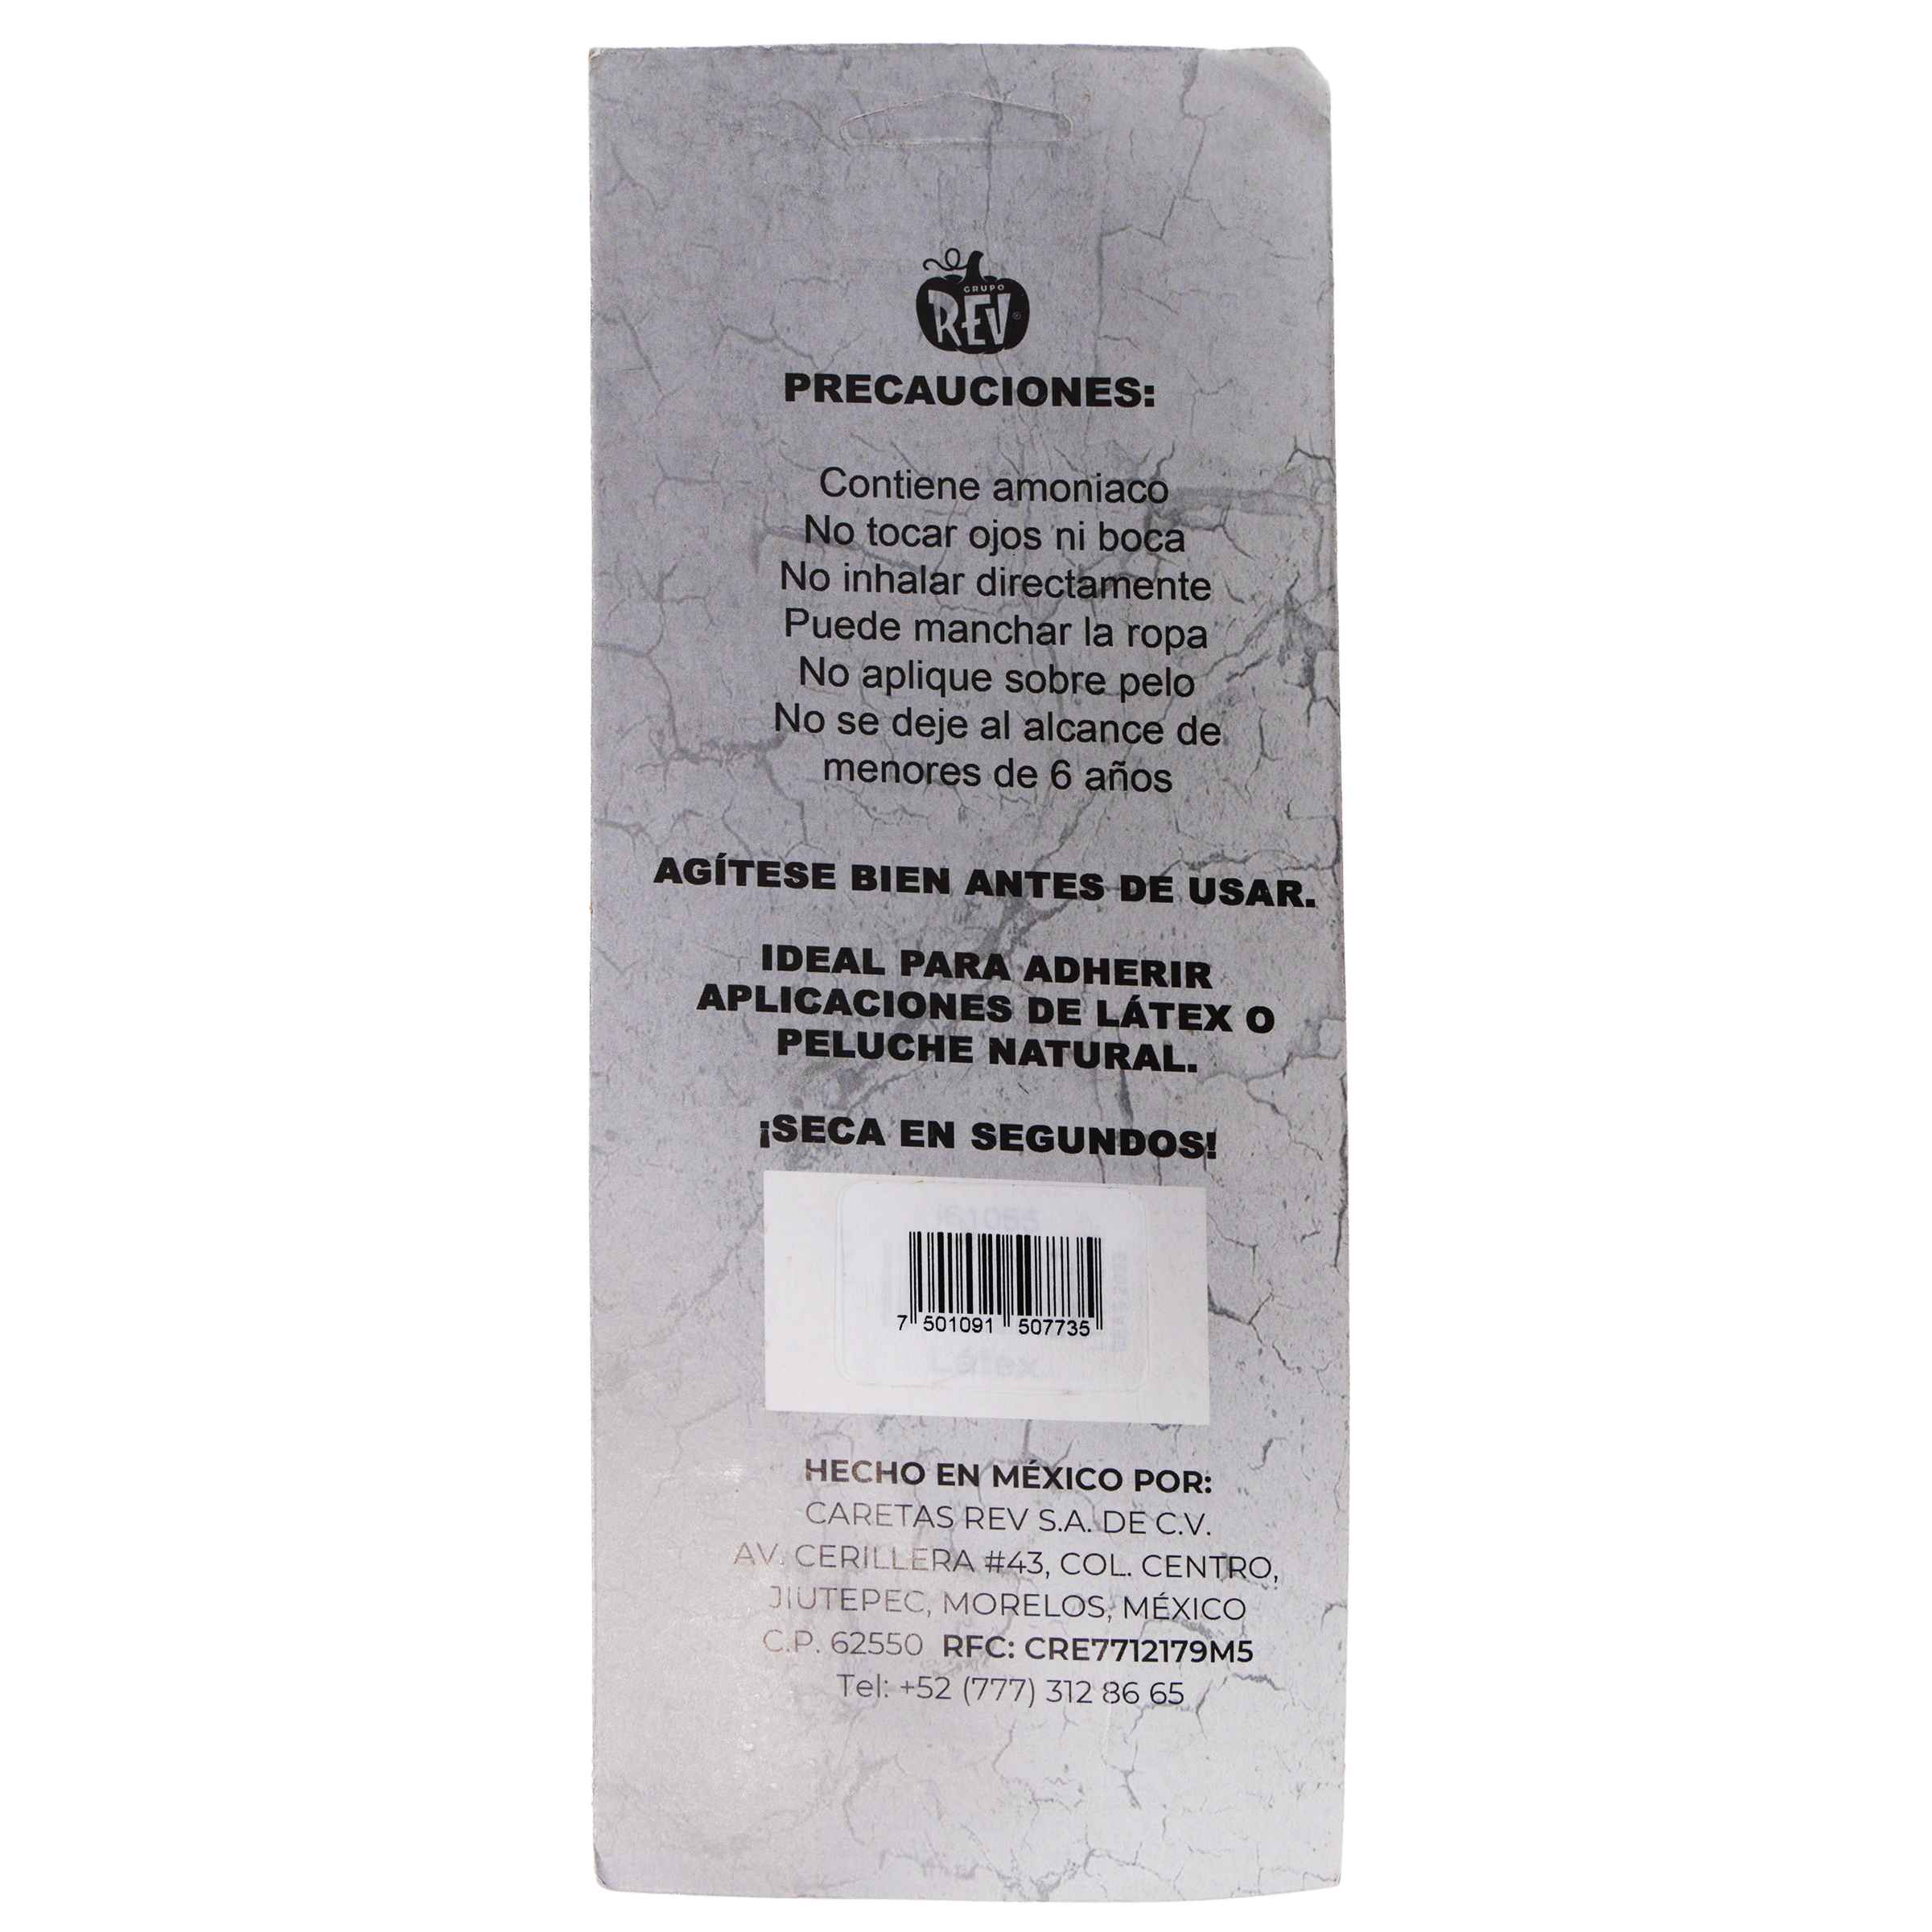 GRUPO
REV®
PRECAUCIONES:
Contiene amoniaco
No tocar ojos ni boca
No inhalar directamente
Puede manchar la ropa
No aplique sobre pelo
No se deje al alcance de
menores de 6 años
AGÍTESE BIEN ANTES DE USAR.
IDEAL PARA ADHERIR
APLICACIONES DE LÁTEX O
PELUCHE NATURAL.
¡SECA EN SEGUNDOS!
161055
7 501091 507735
Látex
HECHO EN MÉXICO POR:
CARETAS REV S.A. DE C.V.
AV. CERILLERA #43, COL. CENTRO,
JIUTEPEC, MORELOS, MÉXICO
C.P. 62550 RFC: CRE7712179M5
Tel: +52 (777) 312 86 65